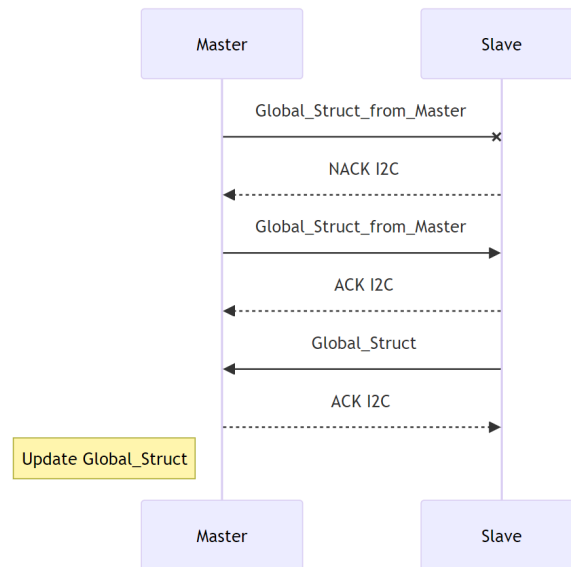 Master
Slave
Global_Struct_from_Master
NACK I2C
Global_Struct_from_Master
ACK I2C
Global_Struct
ACK I2C
Update Global_Struct
Master
Slave